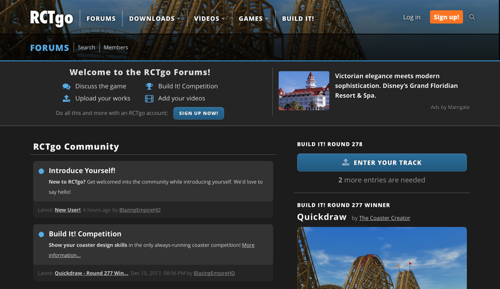 RCTgo
FORUMS
DOWNLOADS
VIDEOS
GAMES
BUILD IT!
Log in
Sign up!
FORUMS
Search
Members
Welcome to the RCTgo Forums!
Discuss the game
Build It! Competition
Upload your works
Add your videos
Do all this and more with an RCTgo account:
SIGN UP NOW!
Victorian elegance meets modern
sophistication. Disney's Grand Floridian
Resort & Spa.
Ads by Marrigate
RCTgo Community
Introduce Yourself!
New to RCTgo? Get involved into the community while introducing yourself. We'd love to
say hello!
Latest: New User! 6 hours ago by BlazingEmpireHD
Build It! Competition
Show your coaster design skills in the only always-running coaster competition! More
information...
Latest: Quickdraw - Round 277 Win... Dec 15, 2017, 08:06 PM by BlazingEmpireHD
BUILD IT! ROUND 278
ENTER YOUR TRACK
2 more entries are needed
BUILD IT! ROUND 277 WINNER
Quickdraw by The Coaster Creator